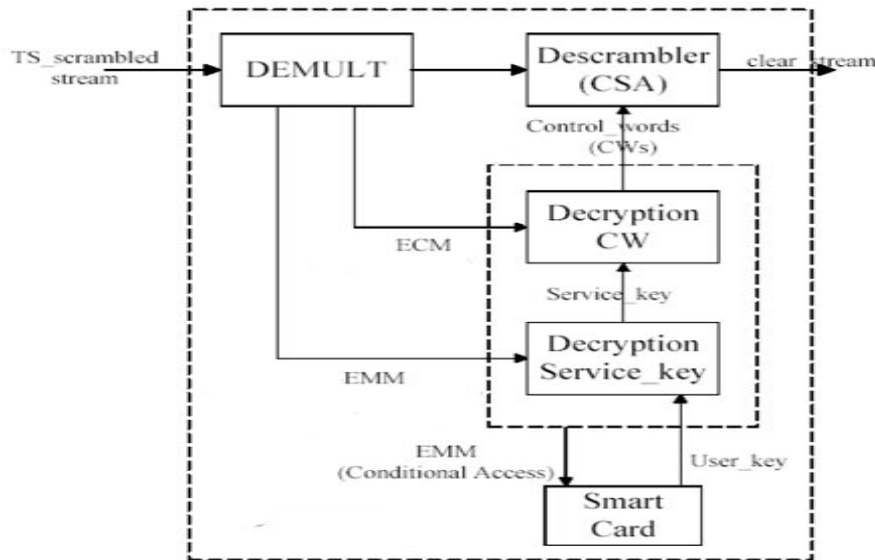 TS_scrambled
stream
DEMULT
Descrambler
(CSA)
clear_stream
Control_words
(CWs)
Decryption
CW
ECM
Service_key
Decryption
Service_key
EMM
EMM
(Conditional Access)
User_key
Smart
Card